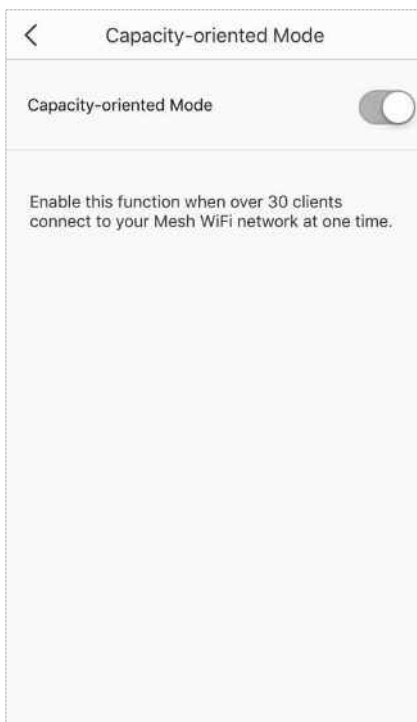 Capacity-oriented Mode
Capacity-oriented Mode
Enable this function when over 30 clients
connect to your Mesh WiFi network at one time.